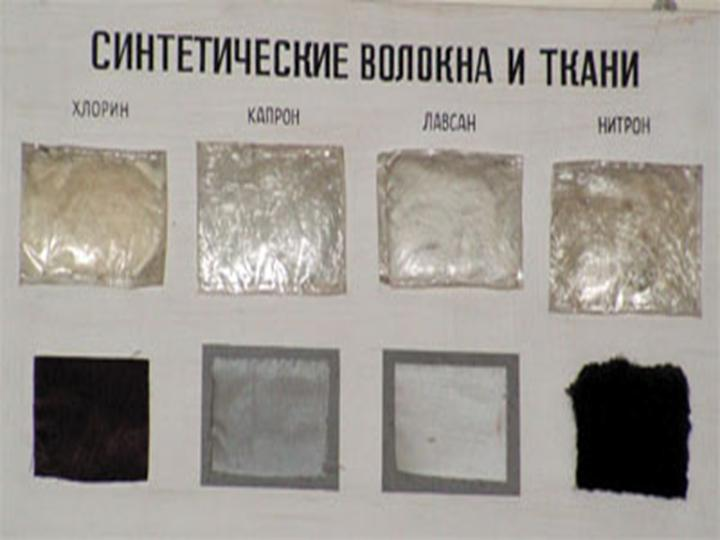 СИНТЕТИЧЕСКИЕ ВОЛОКНА И ТКАНИ
ХЛОРИН КАПРОН ЛАВСАН НИТРОН